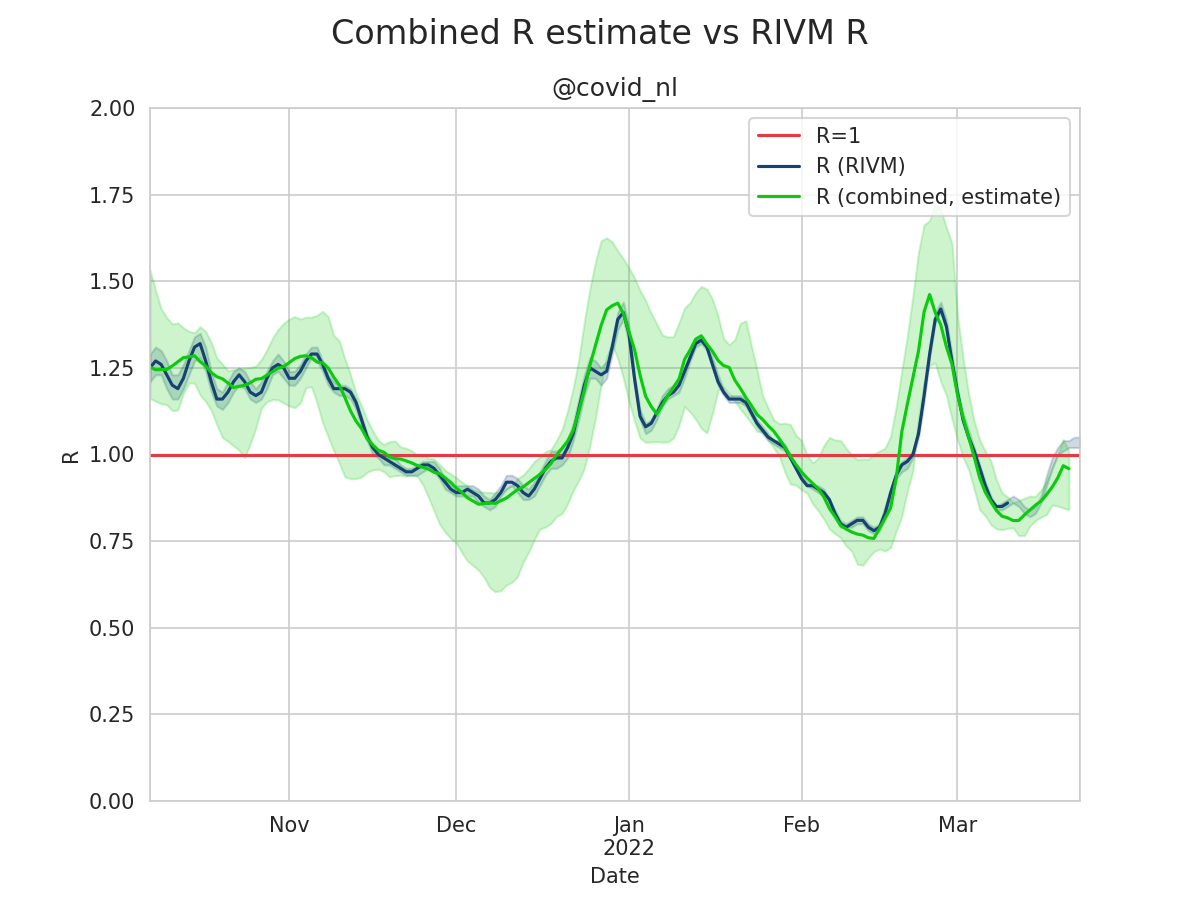 Combined R estimate vs RIVM R
@covid_nl
2.00
1.75
1.50
1.25
1.00
0.75
0.50
0.25
0.00
R
R=1
R (RIVM)
R (combined, estimate)
Nov
Dec
Jan
2022
Feb
Mar
Date